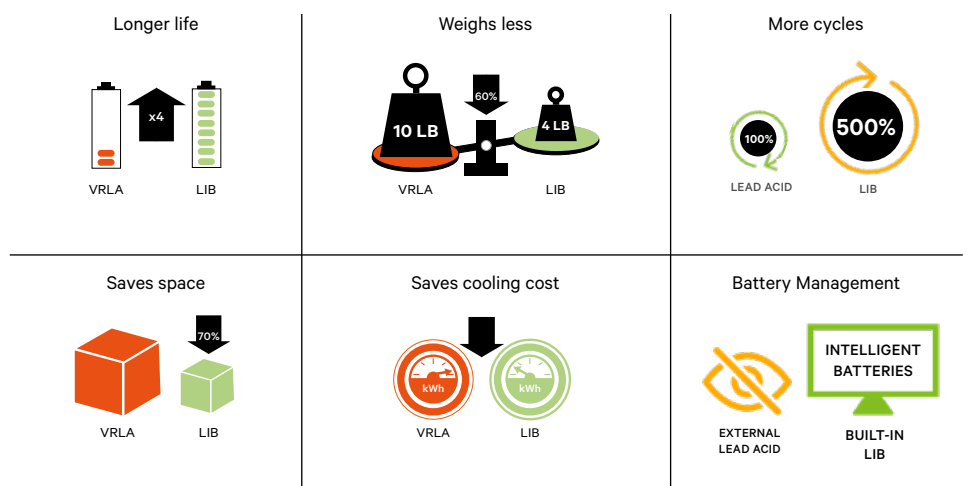 Longer life
x4
VRLA
LIB
Weighs less
60%
10 LB
4 LB
VRLA
LIB
More cycles
100%
500%
LEAD ACID
LIB
Saves space
70%
VRLA
LIB
Saves cooling cost
kWh
kWh
VRLA
LIB
Battery Management
INTELLIGENT
BATTERIES
EXTERNAL
LEAD ACID
BUILT-IN
LIB